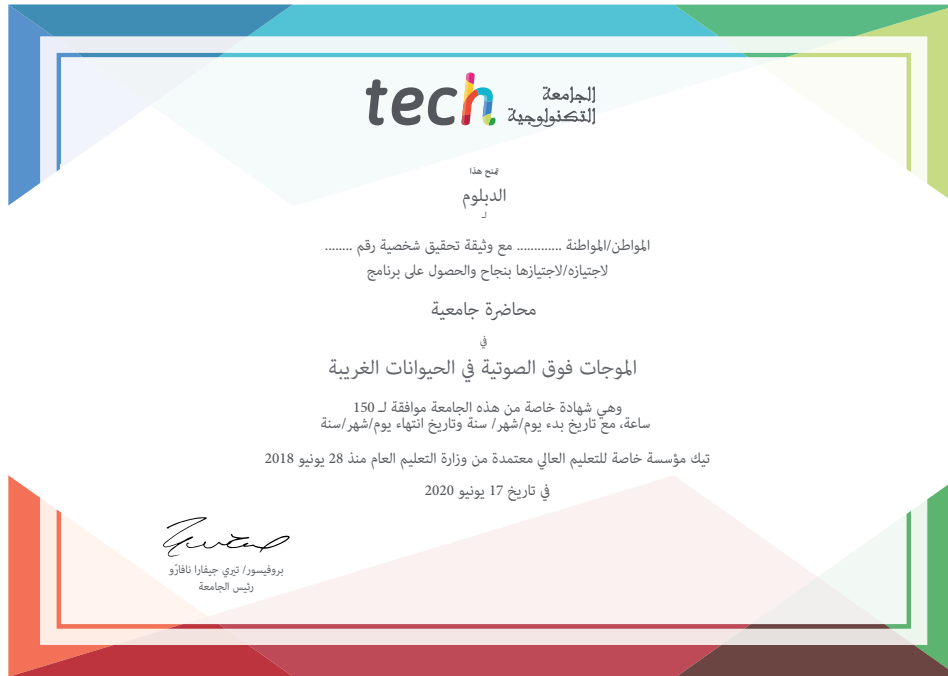 tech الجامعة
التكنولوجية
تمنح هذا
الدبلوم
لـ
المواطن/المواطنة ............. مع وثيقة تحقيق شخصية رقم ........
لاجتيازه/لاجتيازها بنجاح والحصول على برنامج
محاضرة جامعية
في
الموجات فوق الصوتية في الحيوانات الغريبة
وهي شهادة خاصة من هذه الجامعة موافقة لـ 150
ساعة، مع تاريخ بدء يوم/شهر/ سنة وتاريخ انتهاء يوم/شهر/سنة
تيك مؤسسة خاصة للتعليم العالي معتمدة من وزارة التعليم العام منذ 28 يونيو 2018
في تاريخ 17 يونيو 2020
بروفيسور/ تيري جيفارا نافارّو
رئيس الجامعة